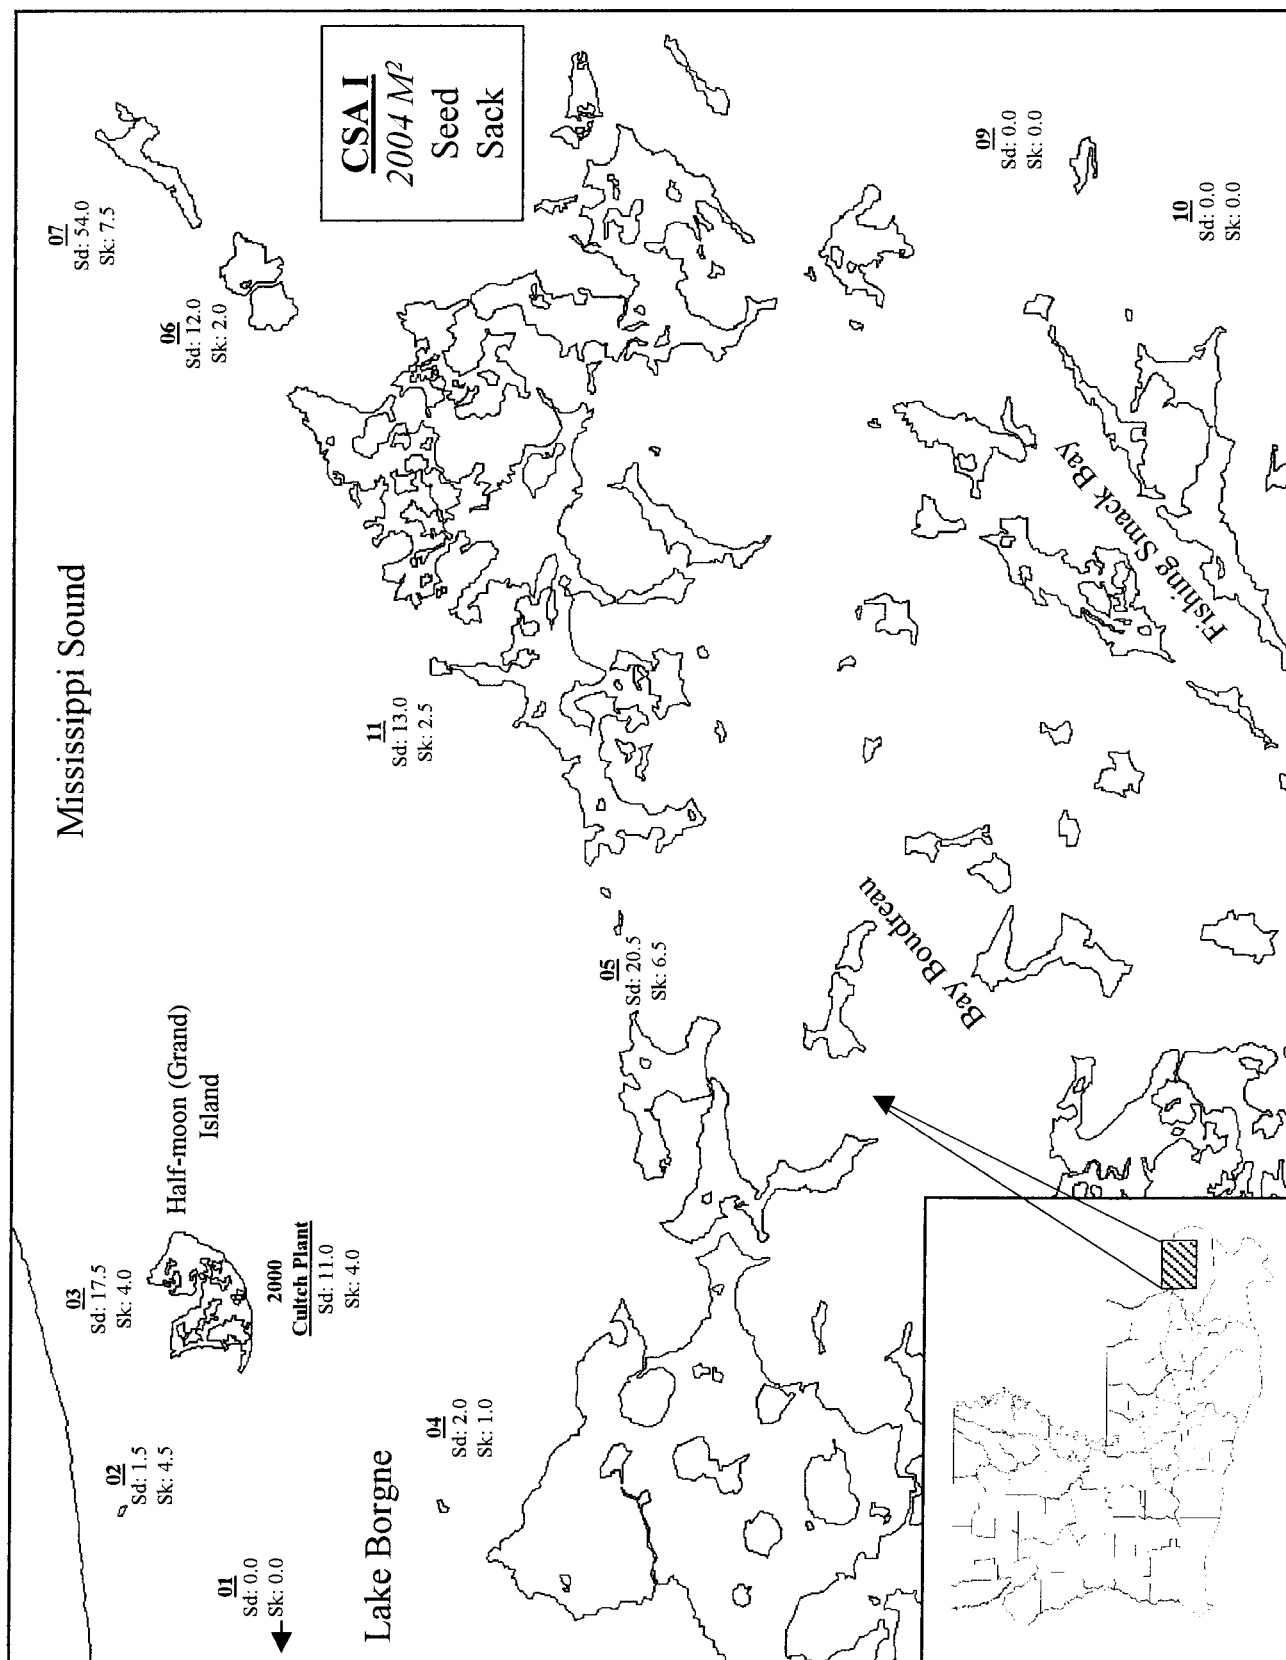 CSA I
2004 M²
Seed
Sack
Mississippi Sound
07
Sd: 54.0
Sk: 7.5
06
Sd: 12.0
Sk: 2.0
09
Sd: 0.0
Sk: 0.0
10
Sd: 0.0
Sk: 0.0
11
Sd: 13.0
Sk: 2.5
Fishing Smack Bay
Bay Boudreau
05
Sd: 20.5
Sk: 6.5
Half-moon (Grand)
Island
03
Sd: 17.5
Sk: 4.0
2000
Cultch Plant
Sd: 11.0
Sk: 4.0
02
Sd: 1.5
Sk: 4.5
04
Sd: 2.0
Sk: 1.0
01
Sd: 0.0
Sk: 0.0
Lake Borgne